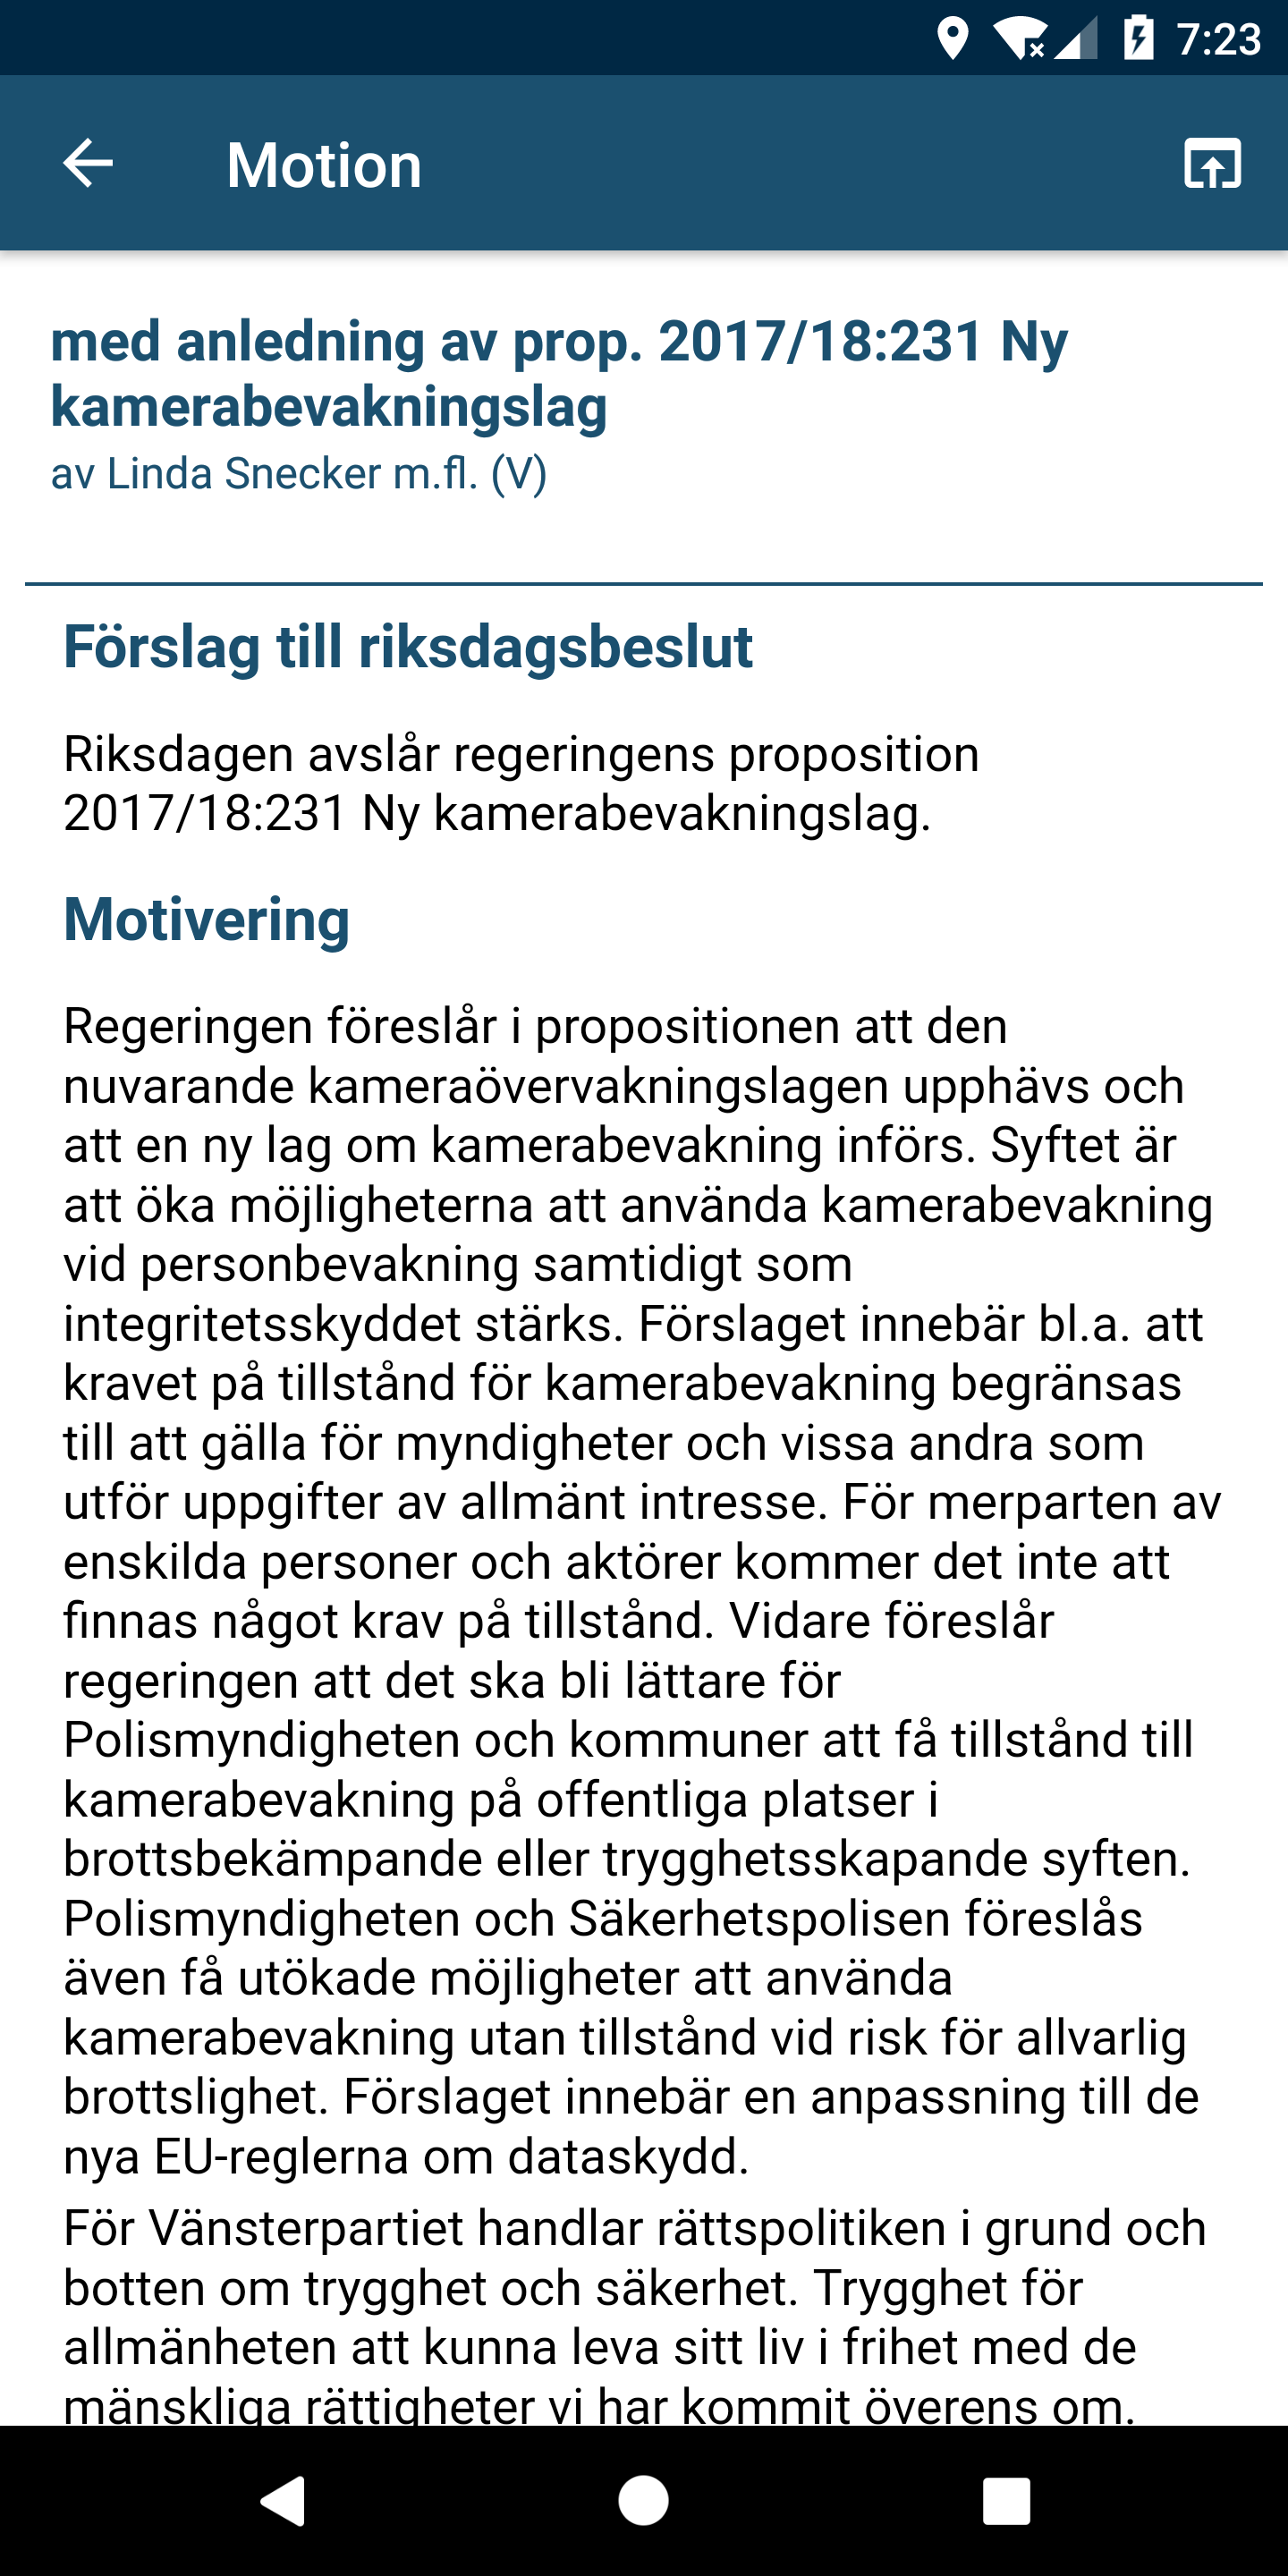 7:23
Motion
med anledning av prop. 2017/18:231 Ny
kamerabevakningslag
av Linda Snecker m.fl. (V)
Förslag till riksdagsbeslut
Riksdagen avslår regeringens proposition
2017/18:231 Ny kamerabevakningslag.
Motivering
Regeringen föreslår i propositionen att den
nuvarande kameraövervakningslagen upphävs och
att en ny lag om kamerabevakning införs. Syftet är
att öka möjligheterna att använda kamerabevakning
vid personbevakning samtidigt som
integritetsskyddet stärks. Förslaget innebär bl.a. att
kravet på tillstånd för kamerabevakning begränsas
till att gälla för myndigheter och vissa andra som
utför uppgifter av allmänt intresse. För merparten av
enskilda personer och aktörer kommer det inte att
finnas något krav på tillstånd. Vidare föreslår
regeringen att det ska bli lättare för
Polismyndigheten och kommuner att få tillstånd till
kamerabevakning på offentliga platser i
brottsbekämpande eller trygghetsskapande syften.
Polismyndigheten och Säkerhetspolisen föreslås
även få utökade möjligheter att använda
kamerabevakning utan tillstånd vid risk för allvarlig
brottslighet. Förslaget innebär en anpassning till de
nya EU-reglerna om dataskydd.
För Vänsterpartiet handlar rättspolitiken i grund och
botten om trygghet och säkerhet. Trygghet för
allmänheten att kunna leva sitt liv i frihet med de
mänskliga rättigheter vi har kommit överens om.